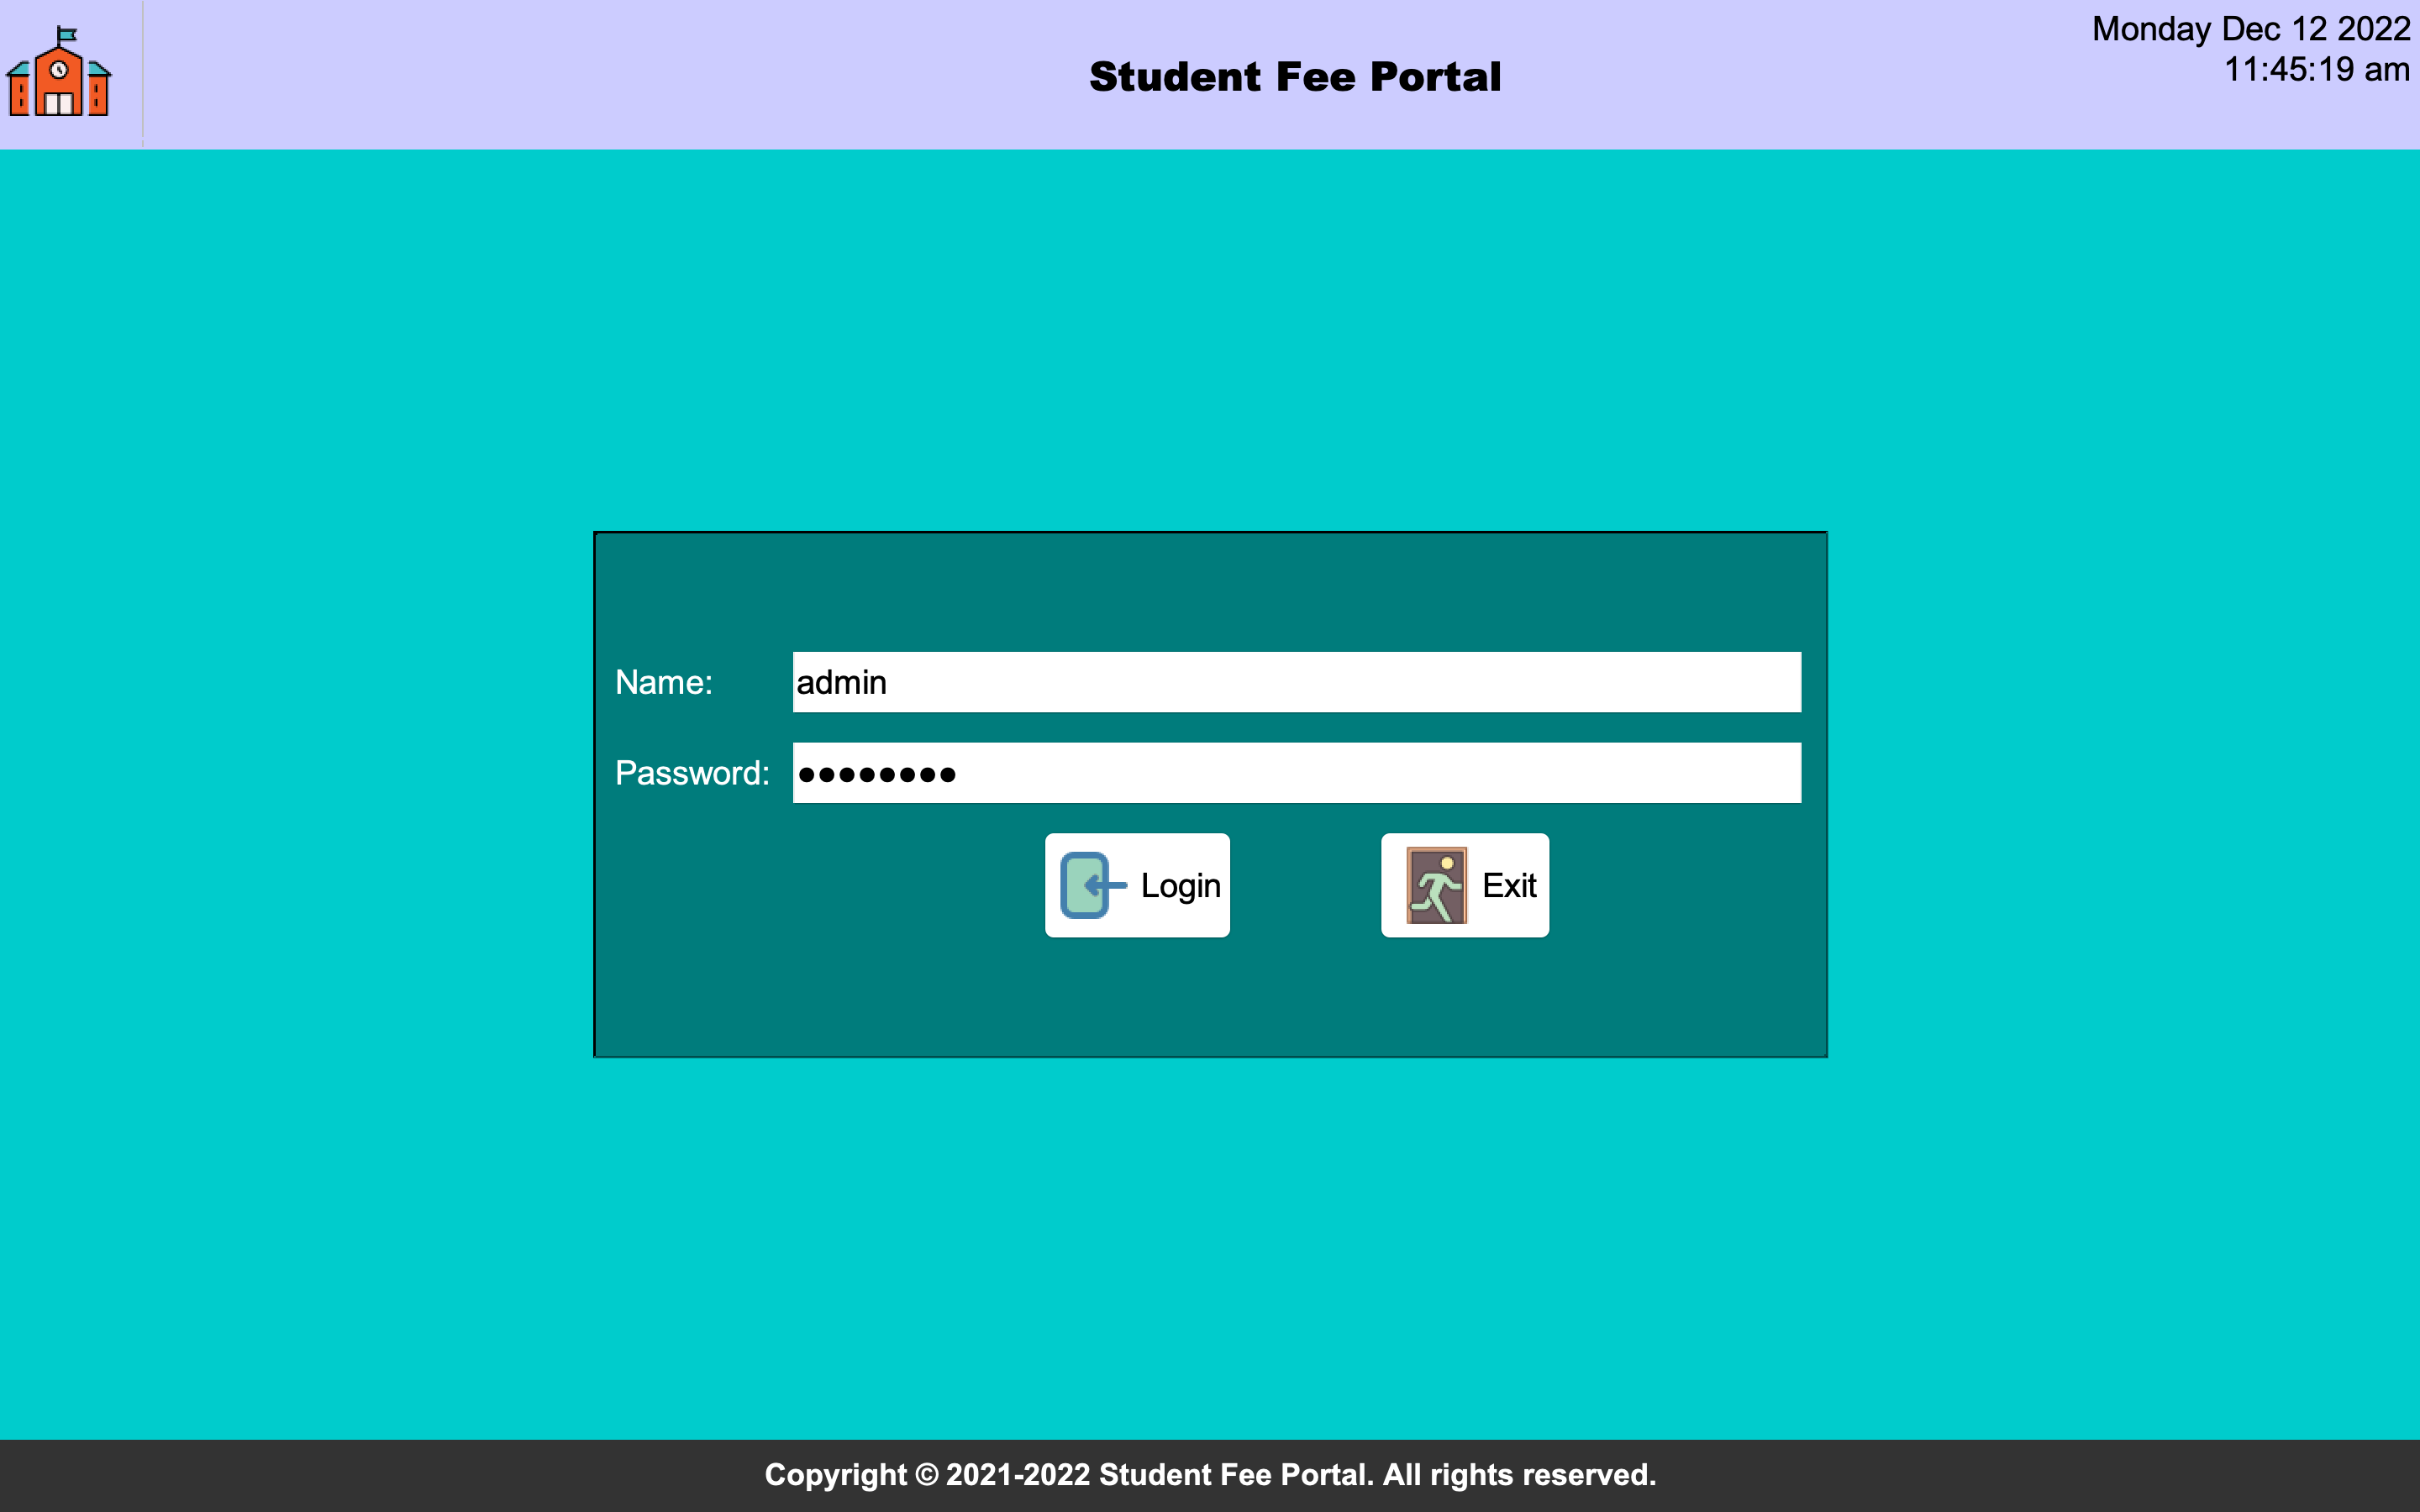 Student Fee Portal
Monday Dec 12 2022
11:45:19 am
Name: admin
Password: ••••••••
Login
Exit
Copyright © 2021-2022 Student Fee Portal. All rights reserved.